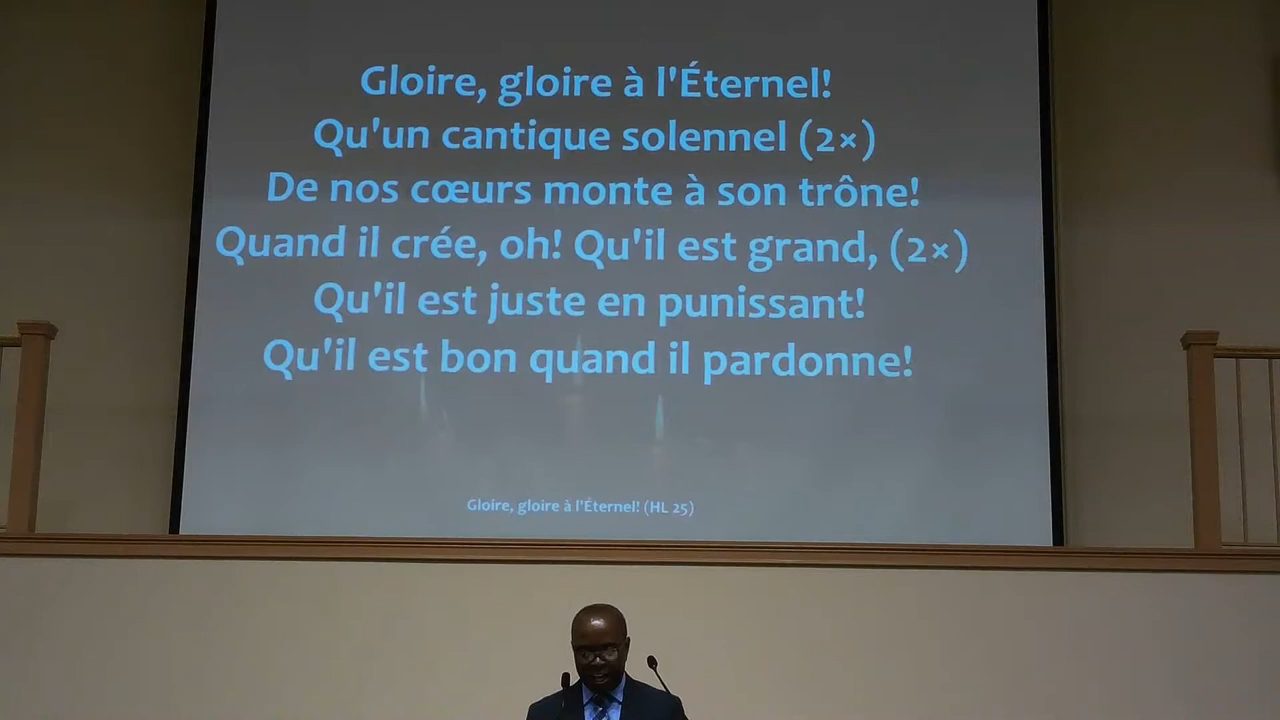 Gloire, gloire à l'Éternel!
Qu'un cantique solennel (2×)
De nos cœurs monte à son trône!
Quand il crée, oh! Qu'il est grand, (2×)
Qu'il est juste en punissant!
Qu'il est bon quand il pardonne!
Gloire, gloire à l'Éternel! (HL 25)